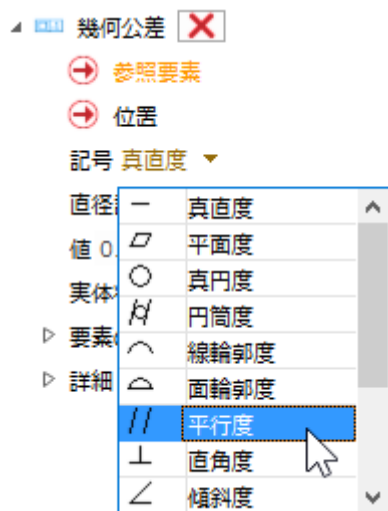 幾何公差
参照要素
位置
記号 真直度
直径
値 0.
実体
要素
詳細
真直度
平面度
真円度
円筒度
線輪郭度
面輪郭度
平行度
直角度
傾斜度